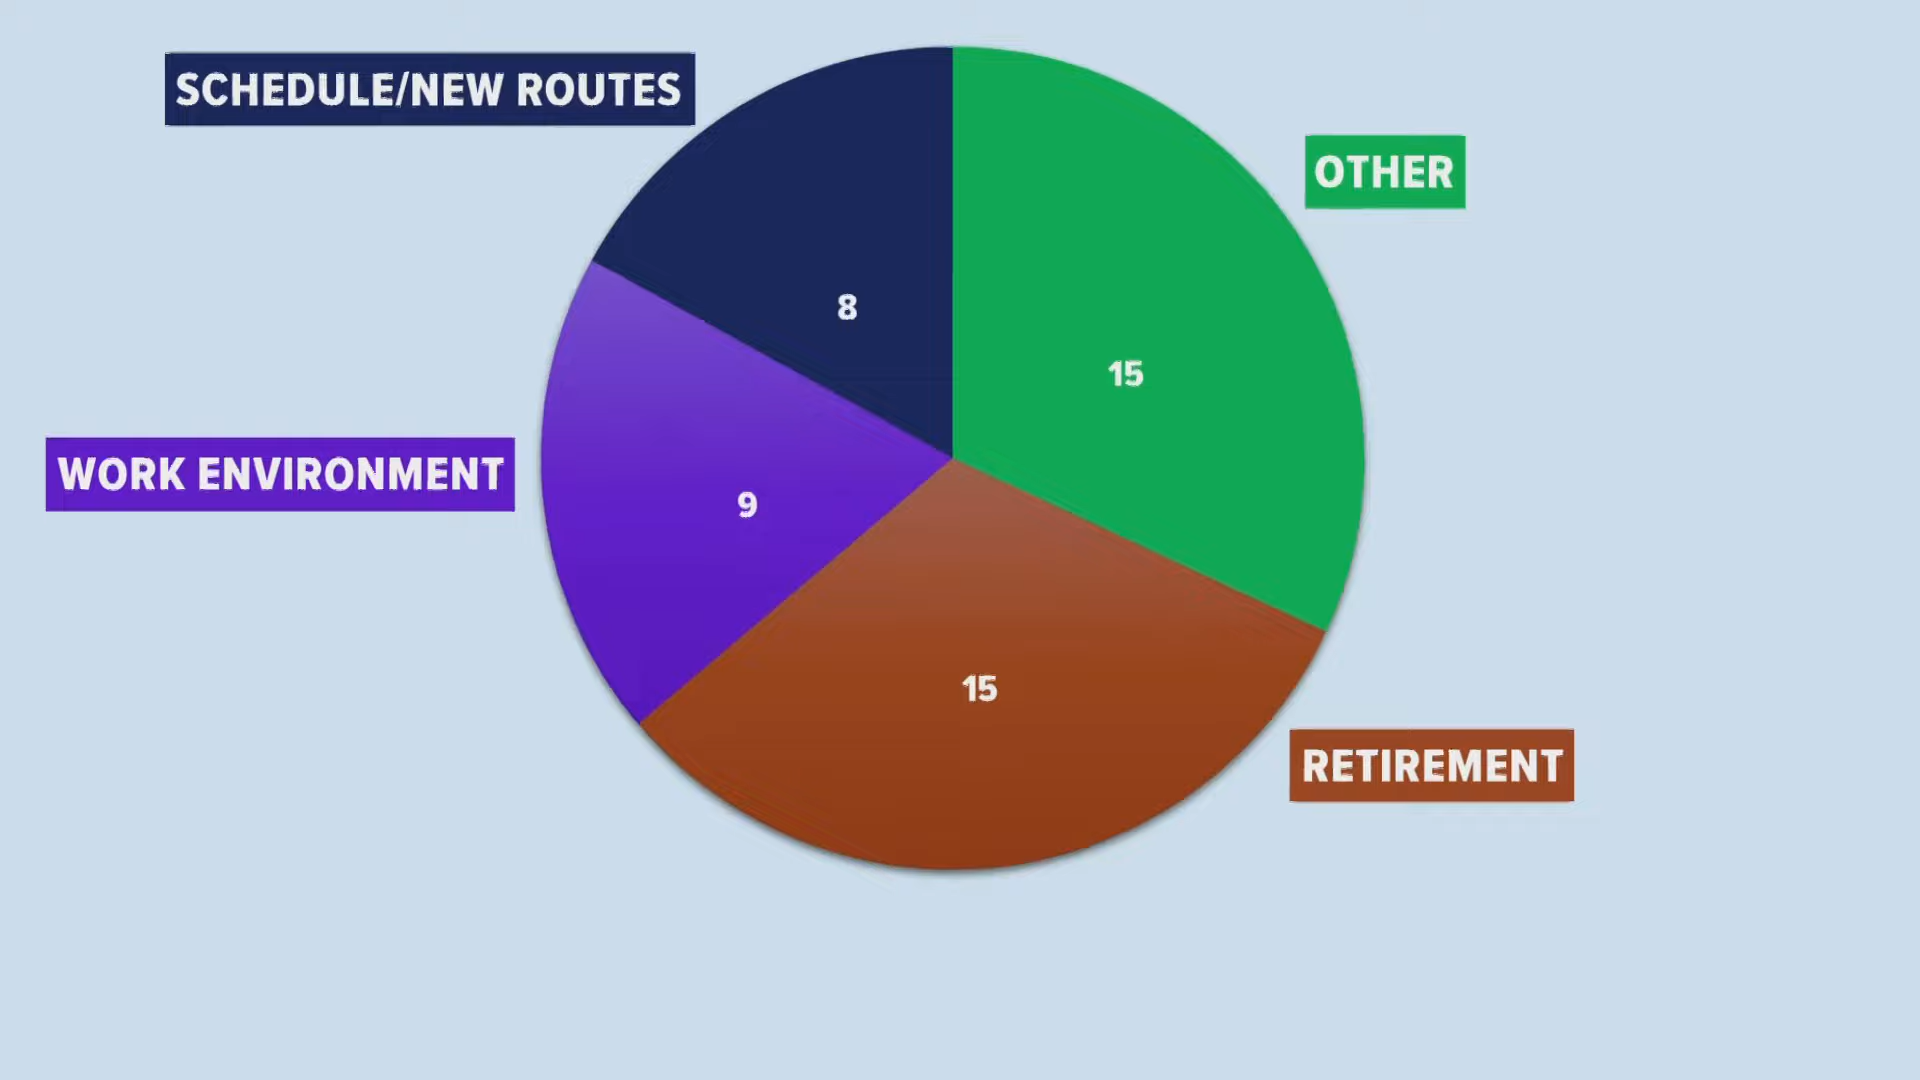 SCHEDULE/NEW ROUTES
OTHER
8
15
WORK ENVIRONMENT
9
15
RETIREMENT